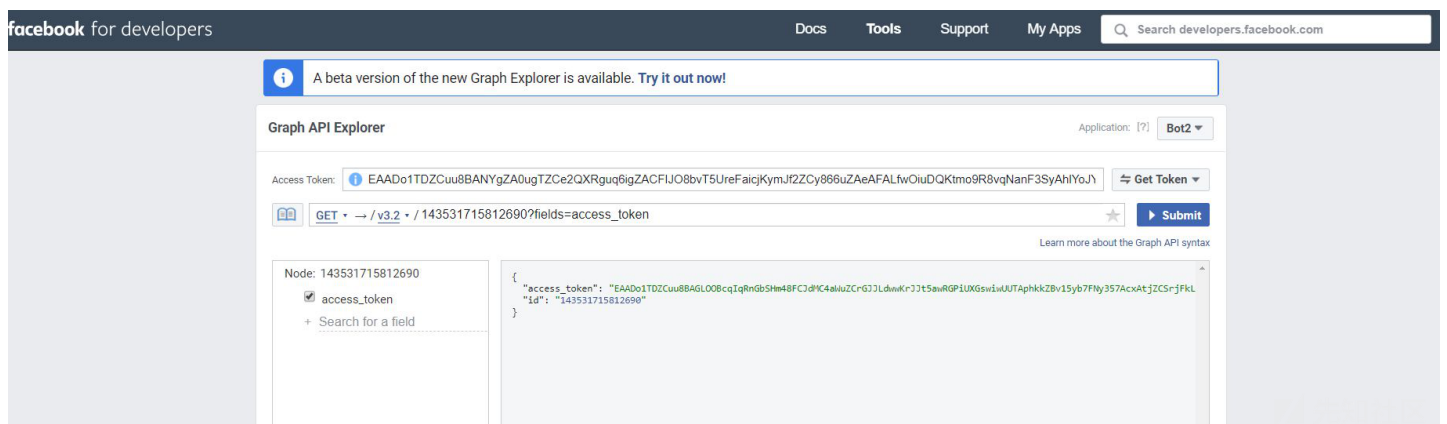 facebook for developers Docs Tools Support My Apps Search developers.facebook.com
A beta version of the new Graph Explorer is available. Try it out now!
Graph API Explorer Application: [?] Bot2
Access Token: EAADo1TDZCuu8BANYgZA0ugTZCe2QXRguq6igZACFIJO8bvT5UreFaicjKymJf2ZCy866uZAeAFALfwOiuDQKtmo9R8vqNanF3SyAhIYoJY Get Token
GET → / v3.2 / 143531715812690?fields=access_token Submit
Learn more about the Graph API syntax
Node: 143531715812690
access_token
+ Search for a field
{
"access_token": "EAADo1TDZCuu8BAGLOOBcqIqRnGbSHm48FCJdMC4aWuZCrGJJLdwwKrJJt5awRGPiUXGswiwUUTAphkkZBv15yb7FNy357AcxAtjZCSrjFkL
"id": "143531715812690"
}